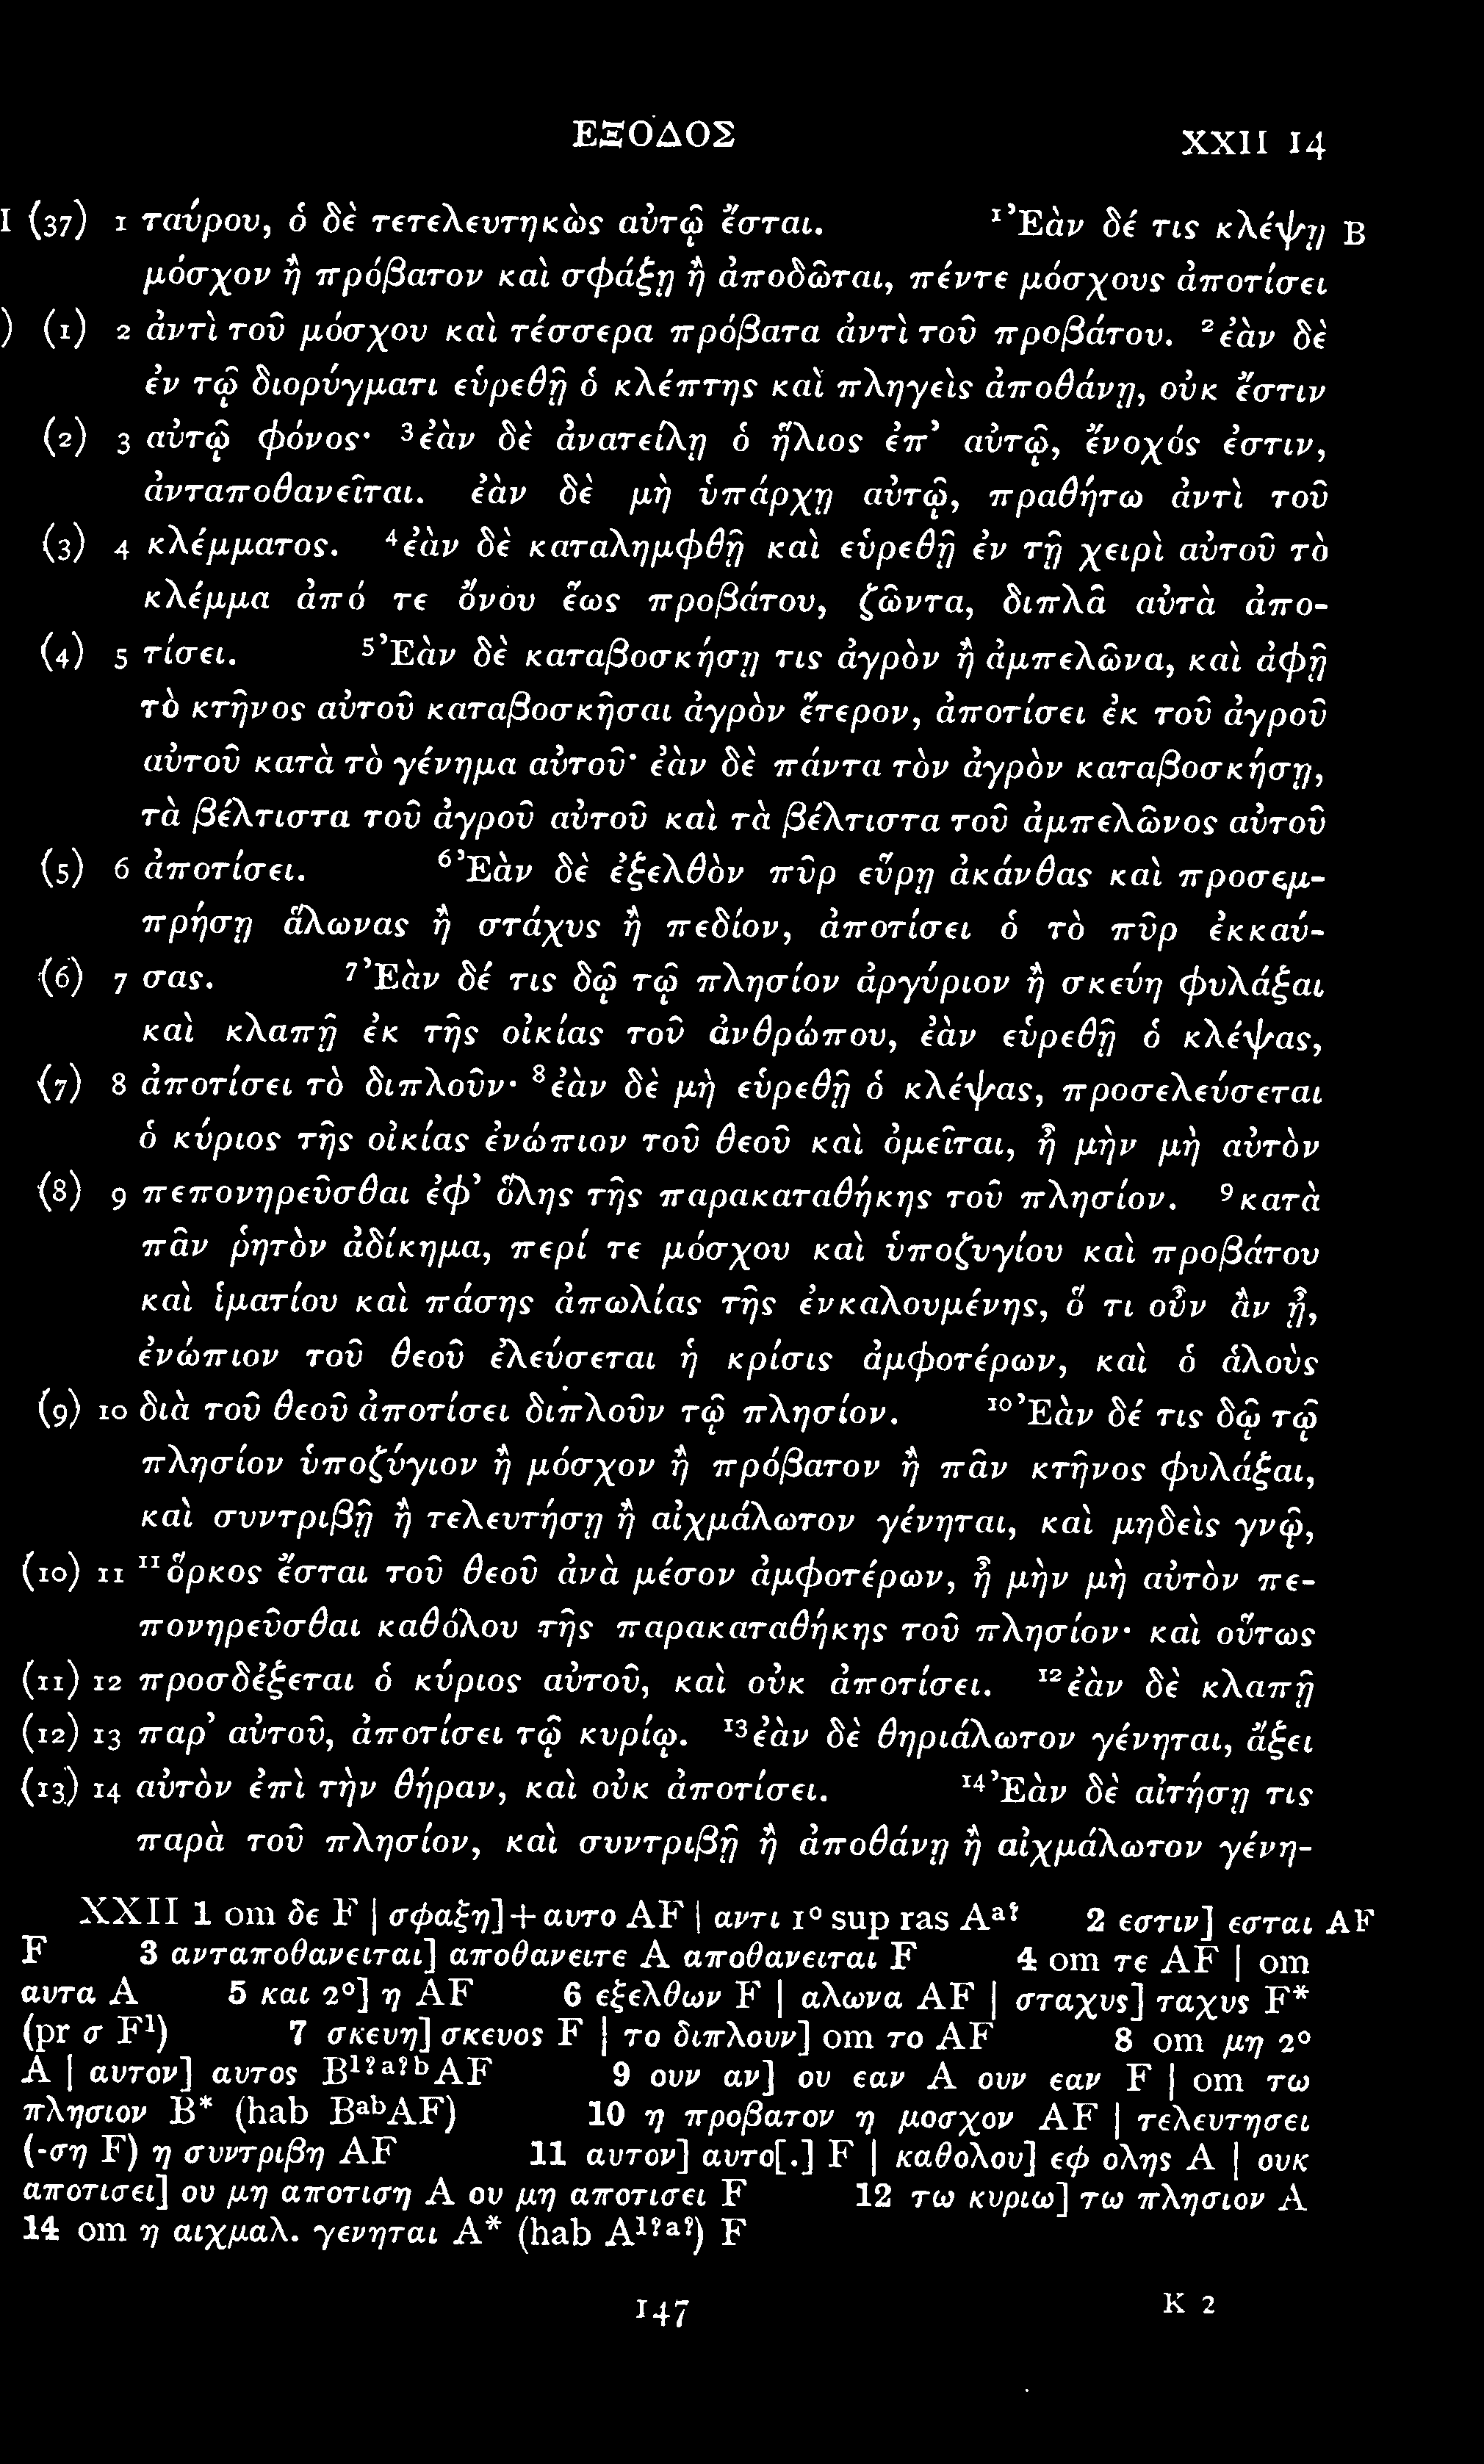 ΕΞΟΔΟΣ XXII 14
I (37) 1 ταύρου, ὁ δὲ τετελευτηκὼς αὐτῷ ἔσται. ¹Ἐὰν δέ τις κλέψῃ B
μόσχον ἢ πρόβατον καὶ σφάξῃ ἢ ἀποδῶται, πέντε μόσχους ἀποτίσει
) (1) 2 ἀντὶ τοῦ μόσχου καὶ τέσσερα πρόβατα ἀντὶ τοῦ προβάτου. ²ἐὰν δὲ
ἐν τῷ διορύγματι εὑρεθῇ ὁ κλέπτης καὶ πληγεὶς ἀποθάνῃ, οὐκ ἔστιν
(2) 3 αὐτῷ φόνος· ³ἐὰν δὲ ἀνατείλῃ ὁ ἥλιος ἐπ’ αὐτῷ, ἔνοχός ἐστιν,
ἀνταποθανεῖται. ἐὰν δὲ μὴ ὑπάρχῃ αὐτῷ, πραθήτω ἀντὶ τοῦ
(3) 4 κλέμματος. ⁴ἐὰν δὲ καταλημφθῇ καὶ εὑρεθῇ ἐν τῇ χειρὶ αὐτοῦ τὸ
κλέμμα ἀπό τε ὄνου ἕως προβάτου, ζῶντα, διπλᾶ αὐτὰ ἀπο-
(4) 5 τίσει. ⁵Ἐὰν δὲ καταβοσκήσῃ τις ἀγρὸν ἢ ἀμπελῶνα, καὶ ἀφῇ
τὸ κτῆνος αὐτοῦ καταβοσκῆσαι ἀγρὸν ἕτερον, ἀποτίσει ἐκ τοῦ ἀγροῦ
αὐτοῦ κατὰ τὸ γένημα αὐτοῦ· ἐὰν δὲ πάντα τὸν ἀγρὸν καταβοσκήσῃ,
τὰ βέλτιστα τοῦ ἀγροῦ αὐτοῦ καὶ τὰ βέλτιστα τοῦ ἀμπελῶνος αὐτοῦ
(5) 6 ἀποτίσει. ⁶Ἐὰν δὲ ἐξελθὸν πῦρ εὕρῃ ἀκάνθας καὶ προσεμ-
πρήσῃ ἅλωνας ἢ στάχυς ἢ πεδίον, ἀποτίσει ὁ τὸ πῦρ ἐκκαύ-
(6) 7 σας. ⁷Ἐὰν δέ τις δῷ τῷ πλησίον ἀργύριον ἢ σκεύη φυλάξαι
καὶ κλαπῇ ἐκ τῆς οἰκίας τοῦ ἀνθρώπου, ἐὰν εὑρεθῇ ὁ κλέψας,
(7) 8 ἀποτίσει τὸ διπλοῦν· ⁸ἐὰν δὲ μὴ εὑρεθῇ ὁ κλέψας, προσελεύσεται
ὁ κύριος τῆς οἰκίας ἐνώπιον τοῦ θεοῦ καὶ ὀμεῖται, ἦ μὴν μὴ αὐτὸν
(8) 9 πεπονηρεῦσθαι ἐφ’ ὅλης τῆς παρακαταθήκης τοῦ πλησίον. ⁹κατὰ
πᾶν ῥητὸν ἀδίκημα, περί τε μόσχου καὶ ὑποζυγίου καὶ προβάτου
καὶ ἱματίου καὶ πάσης ἀπωλίας τῆς ἐνκαλουμένης, ὅ τι οὖν ἂν ᾖ,
ἐνώπιον τοῦ θεοῦ ἐλεύσεται ἡ κρίσις ἀμφοτέρων, καὶ ὁ ἁλοὺς
(9) 10 διὰ τοῦ θεοῦ ἀποτίσει διπλοῦν τῷ πλησίον. ¹⁰Ἐὰν δέ τις δῷ τῷ
πλησίον ὑποζύγιον ἢ μόσχον ἢ πρόβατον ἢ πᾶν κτῆνος φυλάξαι,
καὶ συντριβῇ ἢ τελευτήσῃ ἢ αἰχμάλωτον γένηται, καὶ μηδεὶς γνῷ,
(10) 11 ¹¹ὅρκος ἔσται τοῦ θεοῦ ἀνὰ μέσον ἀμφοτέρων, ἦ μὴν μὴ αὐτὸν πε-
πονηρεῦσθαι καθόλου τῆς παρακαταθήκης τοῦ πλησίον· καὶ οὕτως
(11) 12 προσδέξεται ὁ κύριος αὐτοῦ, καὶ οὐκ ἀποτίσει. ¹²ἐὰν δὲ κλαπῇ
(12) 13 παρ’ αὐτοῦ, ἀποτίσει τῷ κυρίῳ. ¹³ἐὰν δὲ θηριάλωτον γένηται, ἄξει
(13) 14 αὐτὸν ἐπὶ τὴν θήραν, καὶ οὐκ ἀποτίσει. ¹⁴Ἐὰν δὲ αἰτήσῃ τις
παρὰ τοῦ πλησίον, καὶ συντριβῇ ἢ ἀποθάνῃ ἢ αἰχμάλωτον γένη-
XXII 1 om δε F | σφαξη]+αυτο AF | αντι 1° sup ras Aᵃ? 2 εστιν] εσται AF
F 3 ανταποθανειται] αποθανειτε A αποθανειται F 4 om τε AF | om
αυτα A 5 και 2°] η AF 6 εξελθων F | αλωνα AF | σταχυς] ταχυς F*
(pr σ F¹) 7 σκευη] σκευος F | το διπλουν] om το AF 8 om μη 2°
A | αυτον] αυτος B¹?ᵃ?ᵇAF 9 ουν αν] ου εαν A ουν εαν F | om τω
πλησιον B* (hab BᵃᵇAF) 10 η προβατον η μοσχον AF | τελευτησει
(-ση F) η συντριβη AF 11 αυτον] αυτο[.] F | καθολου] εφ ολης A | ουκ
αποτισει] ου μη αποτιση A ου μη αποτισει F 12 τω κυριω] τω πλησιον A
14 om η αιχμαλ. γενηται A* (hab A¹?ᵃ?) F
147 K 2